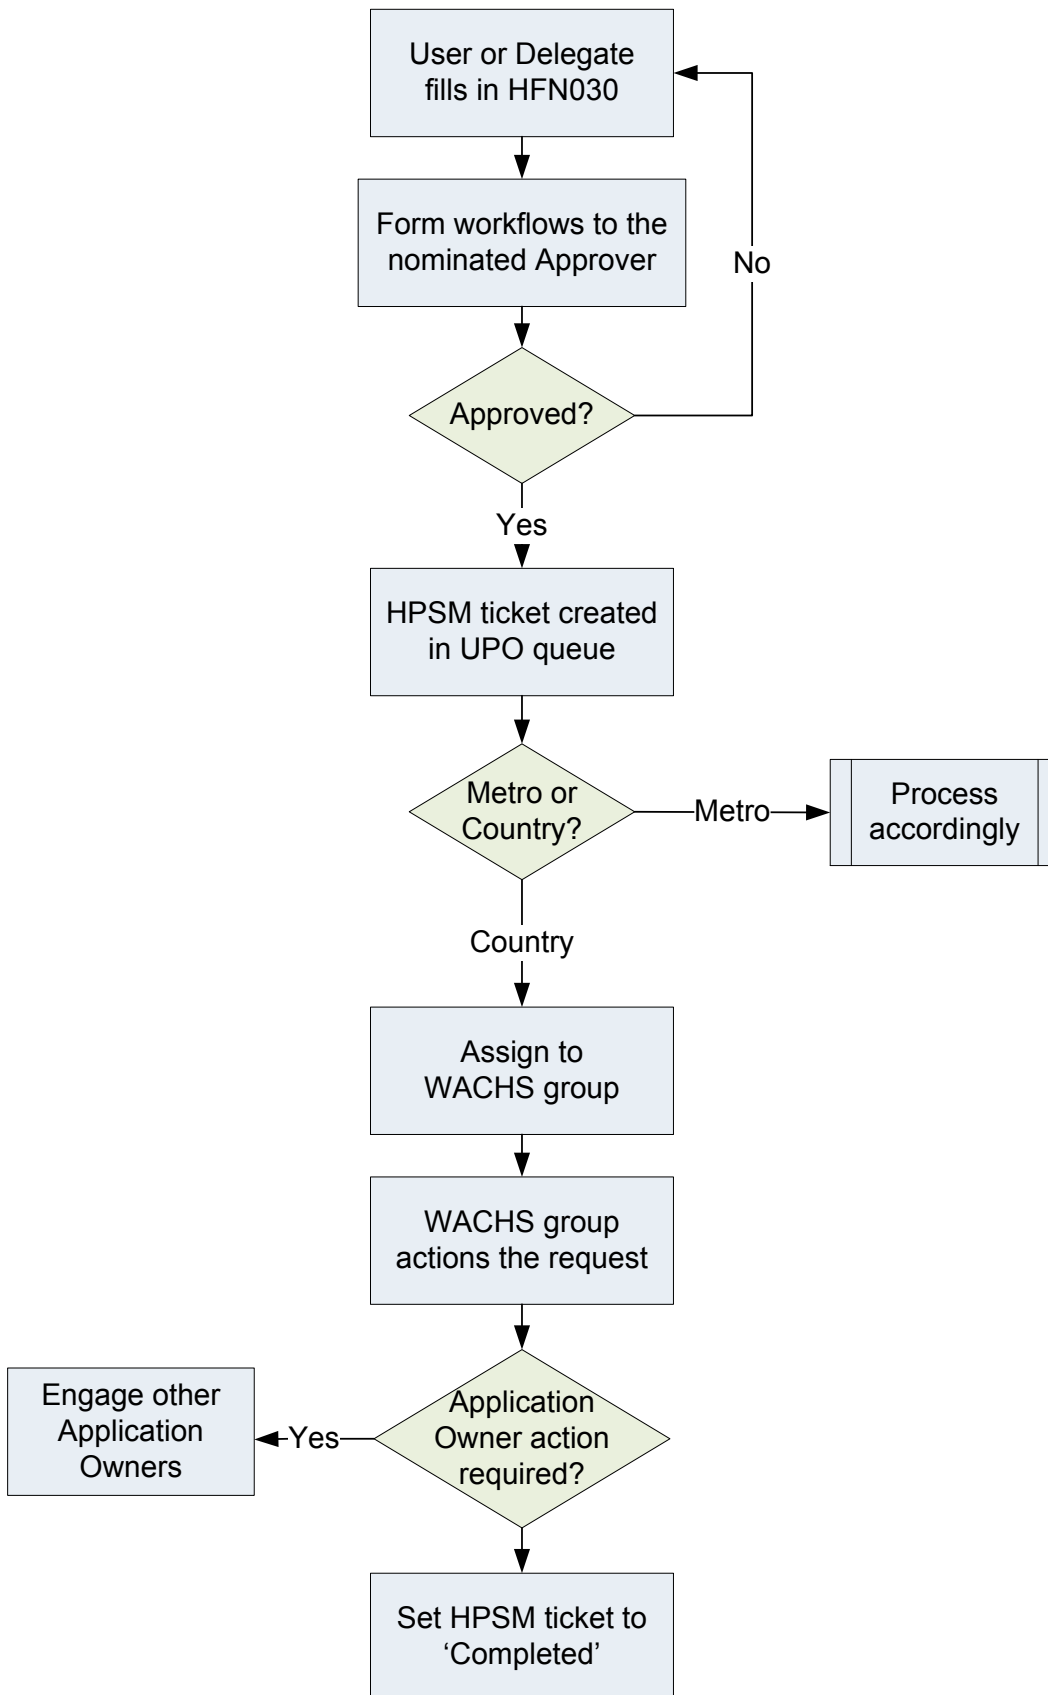 User or Delegate
fills in HFN030
Form workflows to the
nominated Approver
No
Approved?
Yes
HPSM ticket created
in UPO queue
Metro or
Country?
Metro
Process
accordingly
Country
Assign to
WACHS group
WACHS group
actions the request
Engage other
Application
Owners
Yes
Application
Owner action
required?
Set HPSM ticket to
‘Completed’